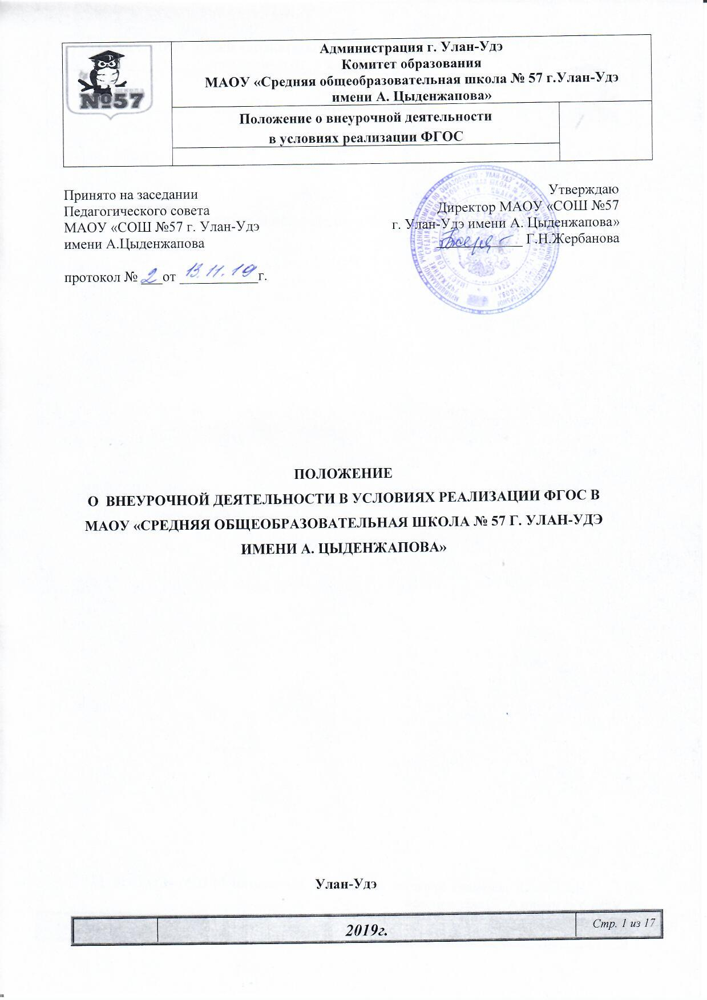 Администрация г. Улан-Удэ
Комитет образования
МАОУ «Средняя общеобразовательная школа № 57 г.Улан-Удэ
имени А. Цыденжапова»
№57
Положение о внеурочной деятельности
в условиях реализации ФГОС
Принято на заседании
Педагогического совета
МАОУ «СОШ №57 г. Улан-Удэ
имени А.Цыденжапова
протокол № 2 от 13.11.19 г.
Утверждаю
Директор МАОУ «СОШ №57
г. Улан-Удэ имени А. Цыденжапова»
Г.Н.Жербанова
ПОЛОЖЕНИЕ
О ВНЕУРОЧНОЙ ДЕЯТЕЛЬНОСТИ В УСЛОВИЯХ РЕАЛИЗАЦИИ ФГОС В
МАОУ «СРЕДНЯЯ ОБЩЕОБРАЗОВАТЕЛЬНАЯ ШКОЛА № 57 Г. УЛАН-УДЭ
ИМЕНИ А. ЦЫДЕНЖАПОВА»
Улан-Удэ
2019г.
Стр. 1 из 17